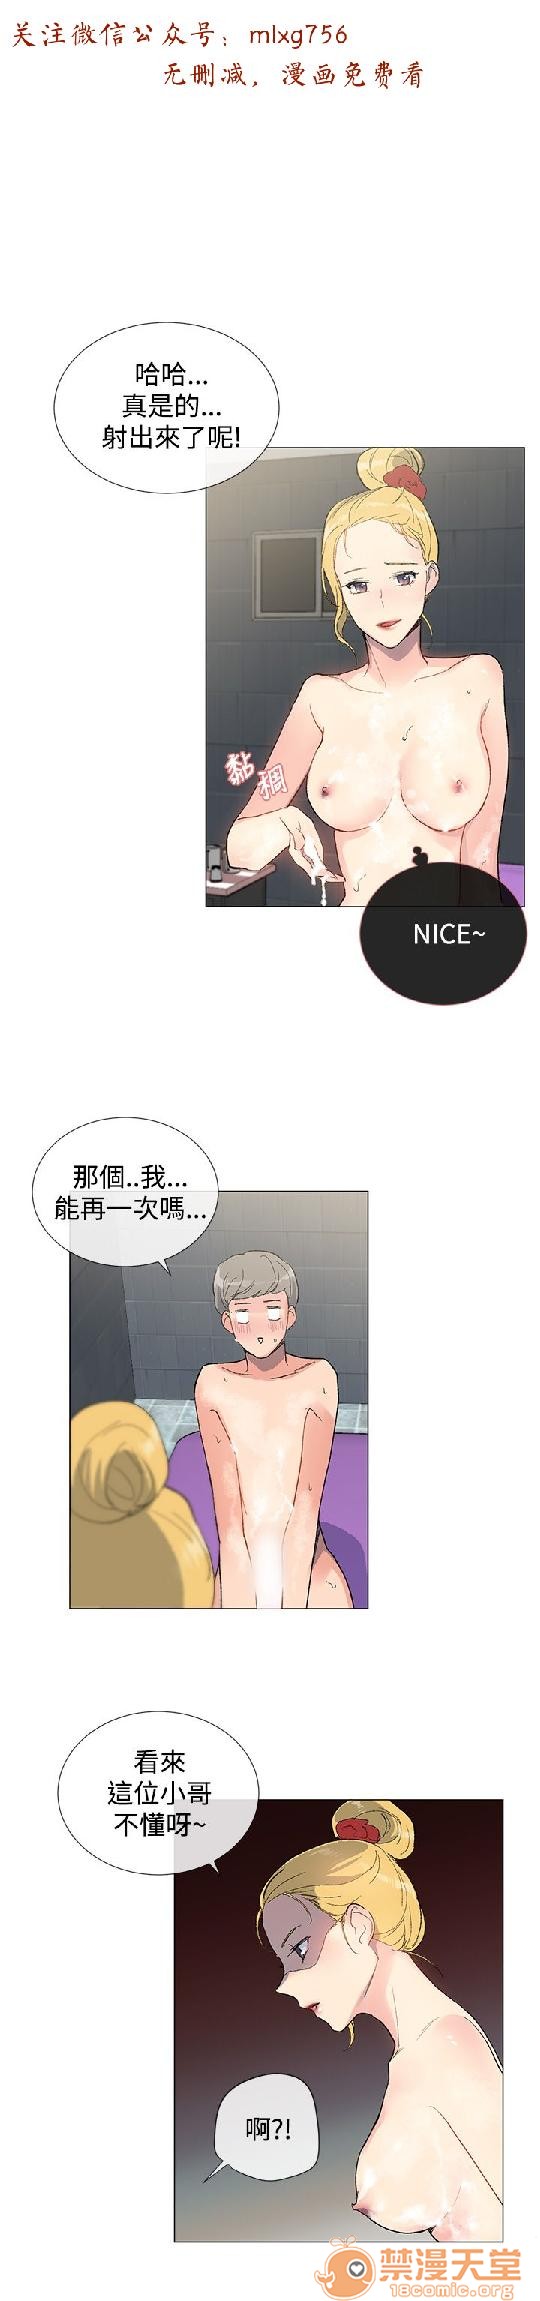 关注微信公众号：mlxg756
无删减，漫画免费看
哈哈...
真是的...
射出來了呢!
黏稠
NICE~
那個..我...
能再一次嗎...
看來
這位小哥
不懂呀~
啊?!
禁漫天堂
18comic.org